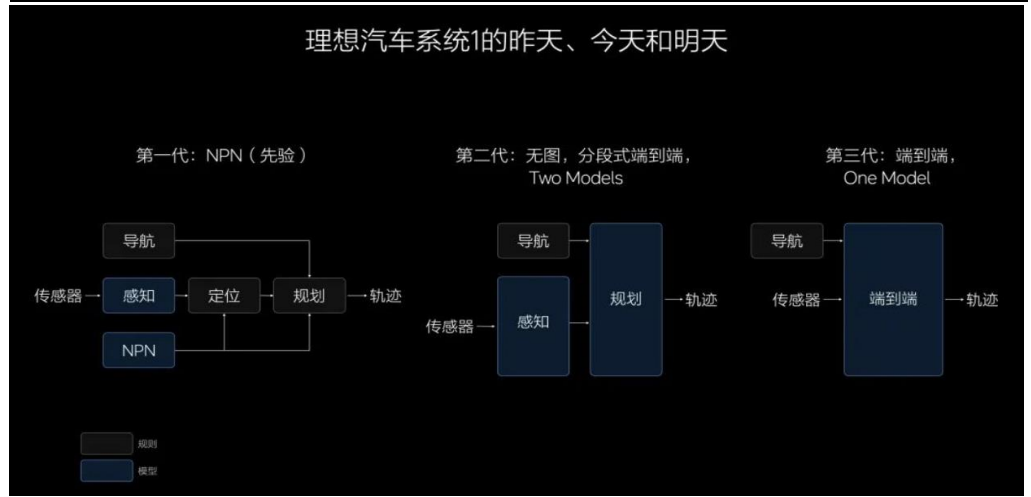 理想汽车系统1的昨天、今天和明天
第一代：NPN（先验）
导航
传感器
感知
定位
规划
轨迹
NPN
第二代：无图，分段式端到端，
Two Models
导航
传感器
感知
规划
轨迹
第三代：端到端，
One Model
导航
传感器
端到端
轨迹
规则
模型